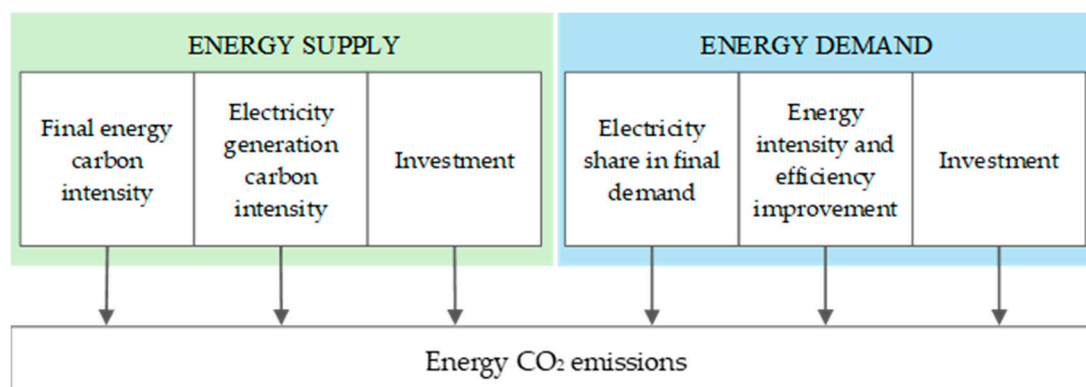 ENERGY SUPPLY
Final energy
carbon
intensity
Electricity
generation
carbon
intensity
Investment
ENERGY DEMAND
Electricity
share in final
demand
Energy
intensity and
efficiency
improvement
Investment
Energy CO₂ emissions